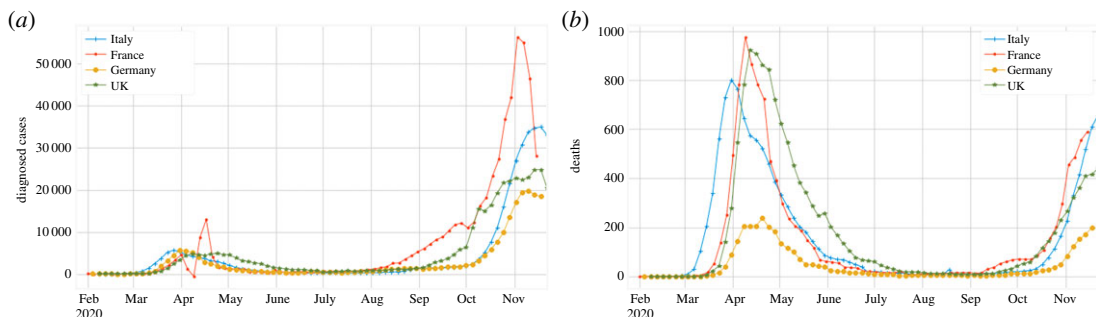 (a)
Italy
France
Germany
UK
diagnosed cases
50 000
40 000
30 000
20 000
10 000
0
Feb Mar Apr May June July Aug Sep Oct Nov
2020
(b)
Italy
France
Germany
UK
deaths
1000
800
600
400
200
0
Feb Mar Apr May June July Aug Sep Oct Nov
2020